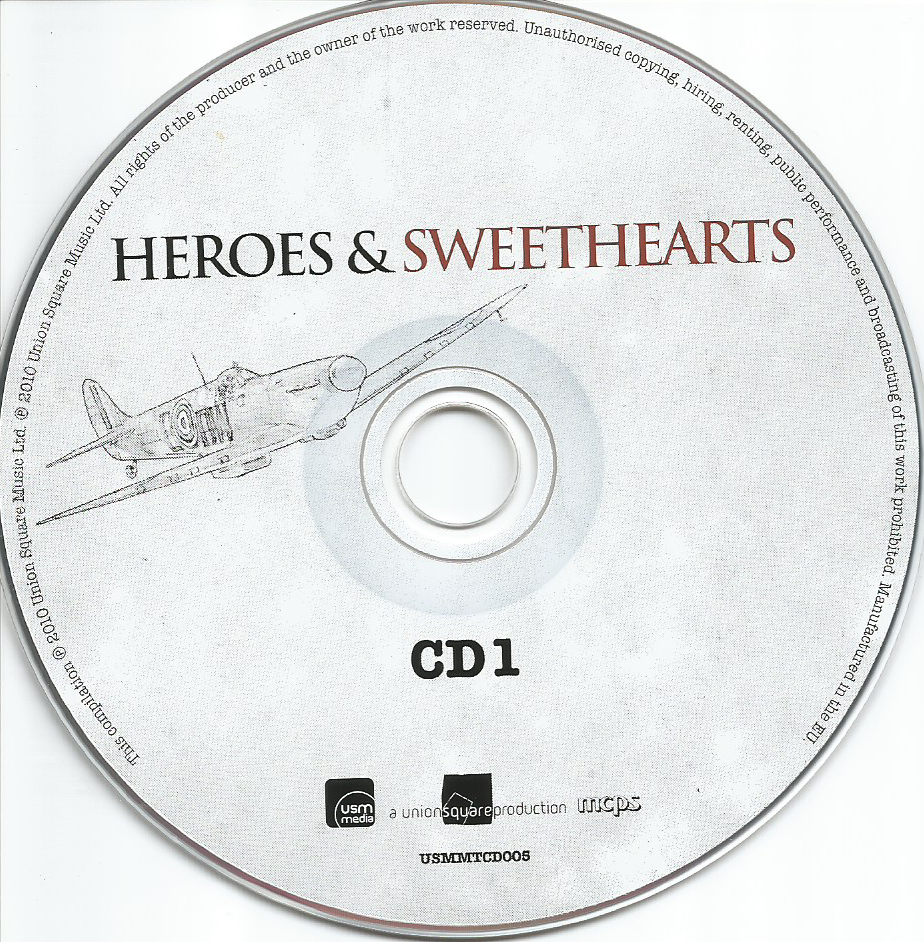 This compilation ℗ 2010 Union Square Music Ltd. © 2010 Union Square Music Ltd. All rights of the producer and the owner of the work reserved. Unauthorised copying, hiring, renting, public performance and broadcasting of this work prohibited. Manufactured in the EU.
HEROES & SWEETHEARTS
CD 1
usm media
a unionsquareproduction
mcps
USMMTCD005